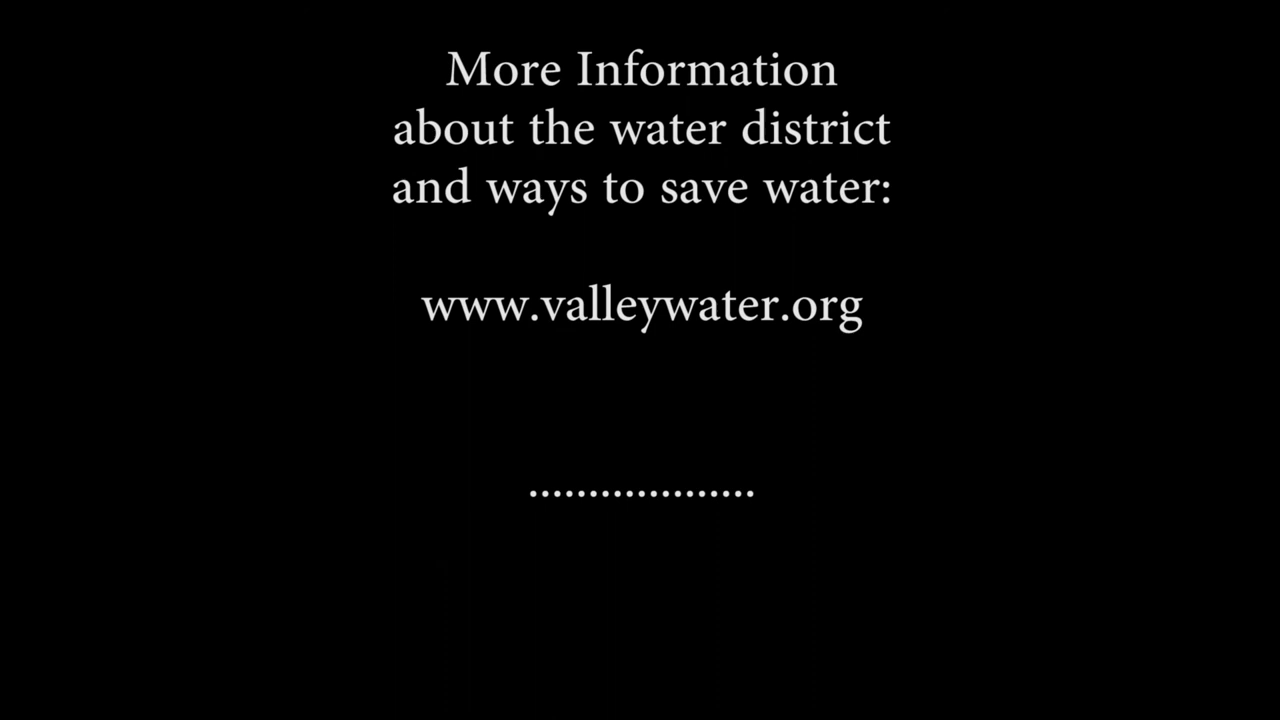 More Information
about the water district
and ways to save water:
www.valleywater.org
...................